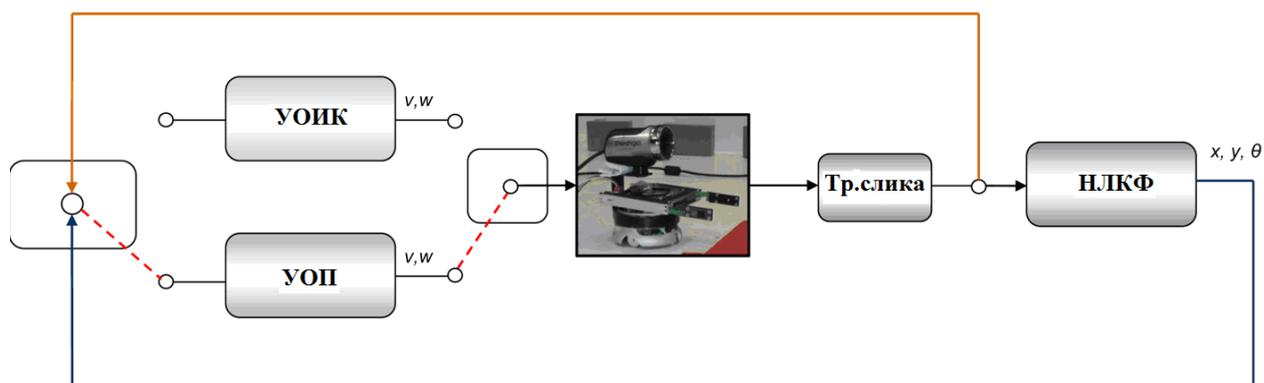 УОИК
v,w
x, y, θ
Тр.слика
НЛКФ
УОП
v,w